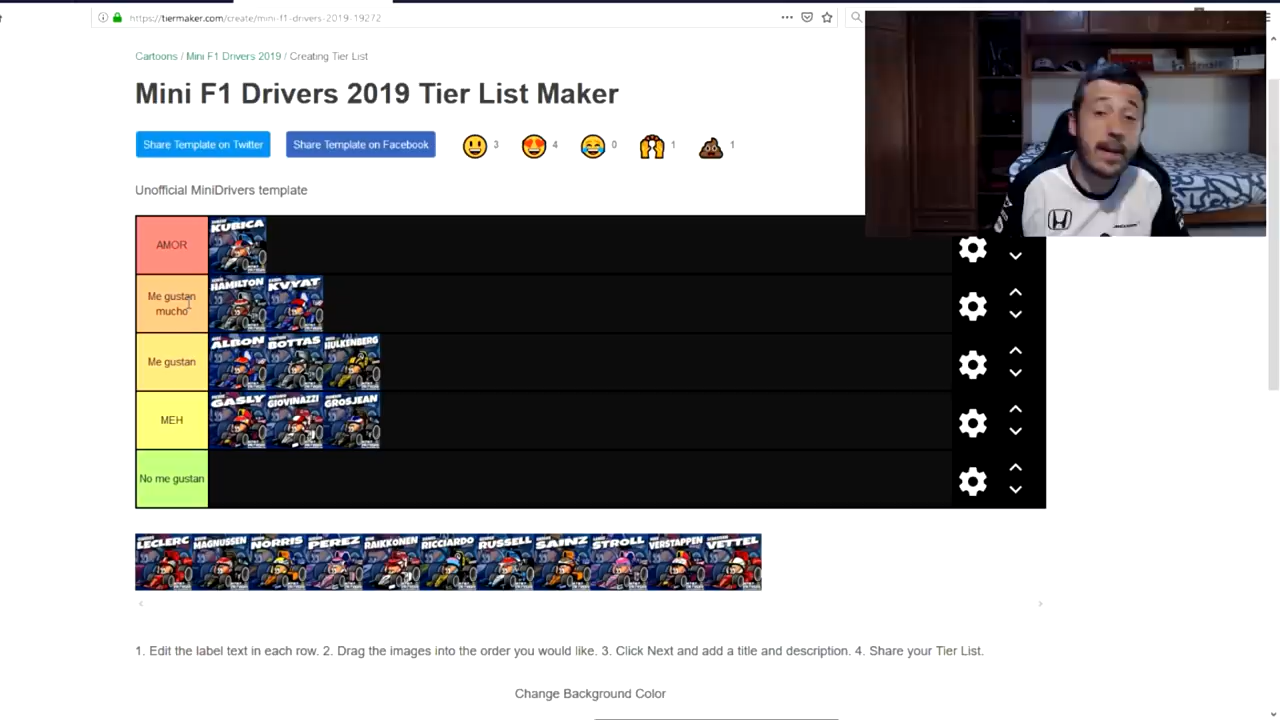 https://tiermaker.com/create/mini-f1-drivers-2019-19272
Cartoons / Mini F1 Drivers 2019 / Creating Tier List
Mini F1 Drivers 2019 Tier List Maker
Share Template on Twitter
Share Template on Facebook
3
4
0
1
1
Unofficial MiniDrivers template
AMOR
KUBICA
Me gustan
mucho
HAMILTON
KVYAT
Me gustan
ALBON
BOTTAS
HULKENBERG
MEH
GASLY
GIOVINAZZI
GROSJEAN
No me gustan
LECLERC
MAGNUSSEN
NORRIS
PEREZ
RAIKKONEN
RICCIARDO
RUSSELL
SAINZ
STROLL
VERSTAPPEN
VETTEL
1. Edit the label text in each row. 2. Drag the images into the order you would like. 3. Click Next and add a title and description. 4. Share your Tier List.
Change Background Color